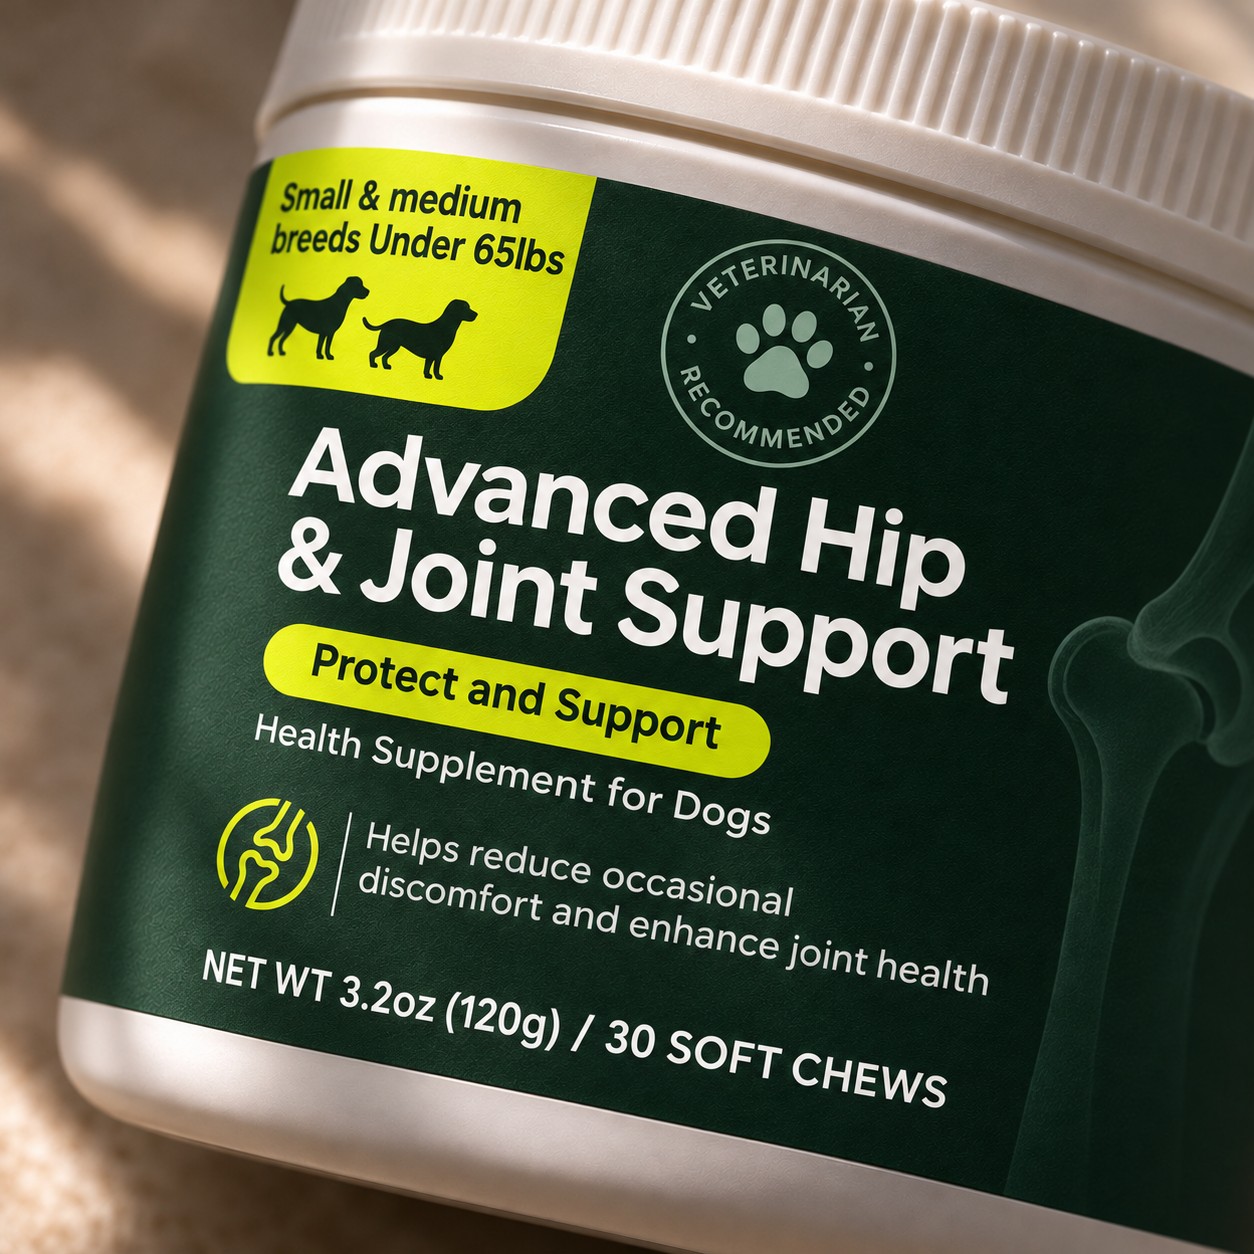 Small & medium
breeds Under 65lbs
VETERINARIAN
RECOMMENDED
Advanced Hip
& Joint Support
Protect and Support
Health Supplement for Dogs
Helps reduce occasional
discomfort and enhance joint health
NET WT 3.2oz (120g) / 30 SOFT CHEWS